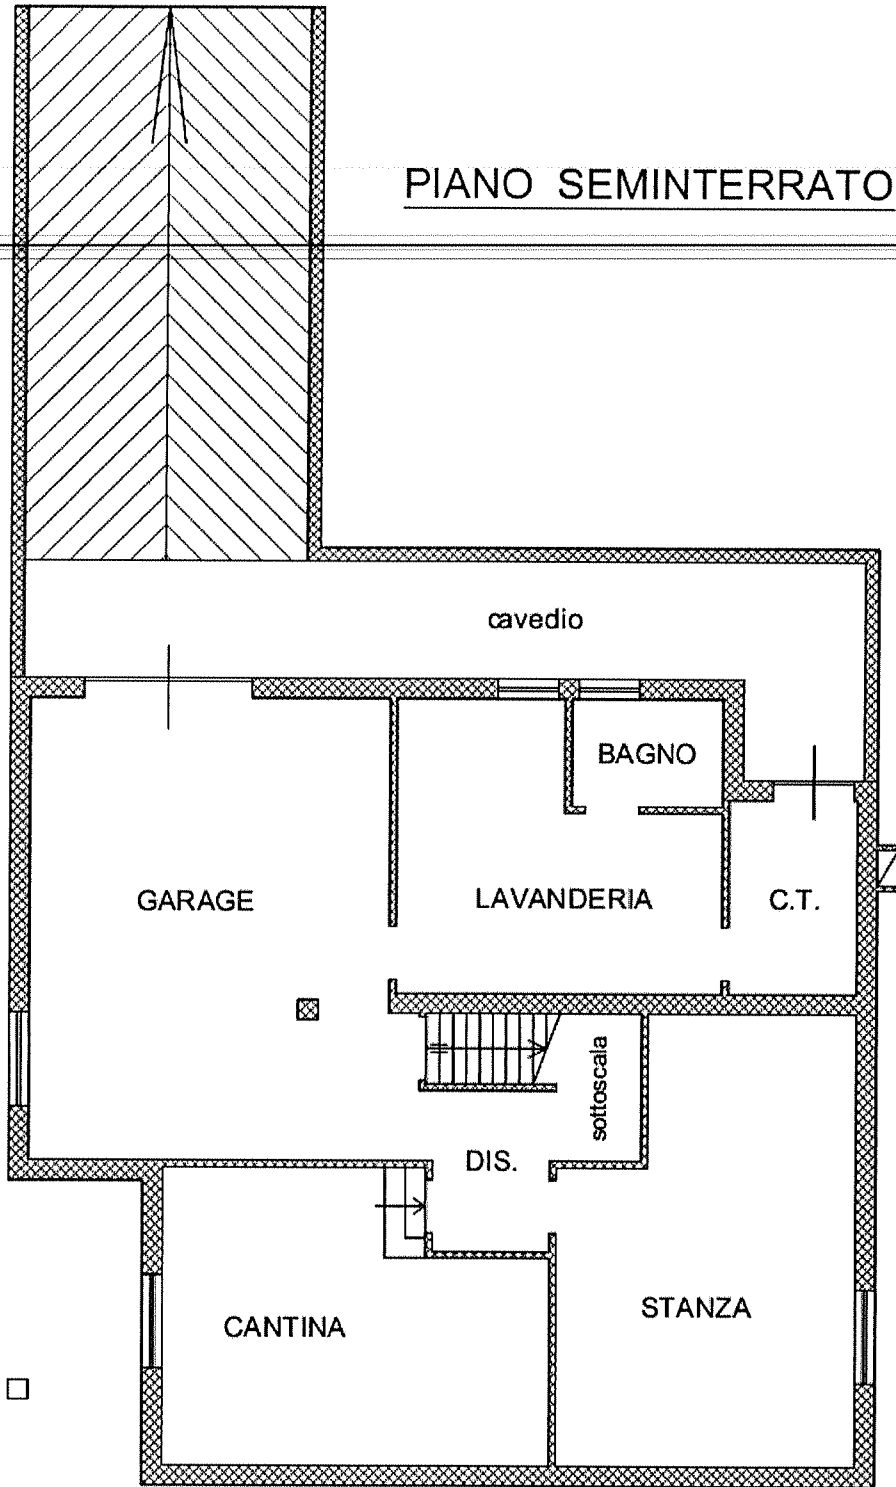 PIANO SEMINTERRATO
cavedio
BAGNO
GARAGE
LAVANDERIA
C.T.
sottoscala
DIS.
STANZA
CANTINA